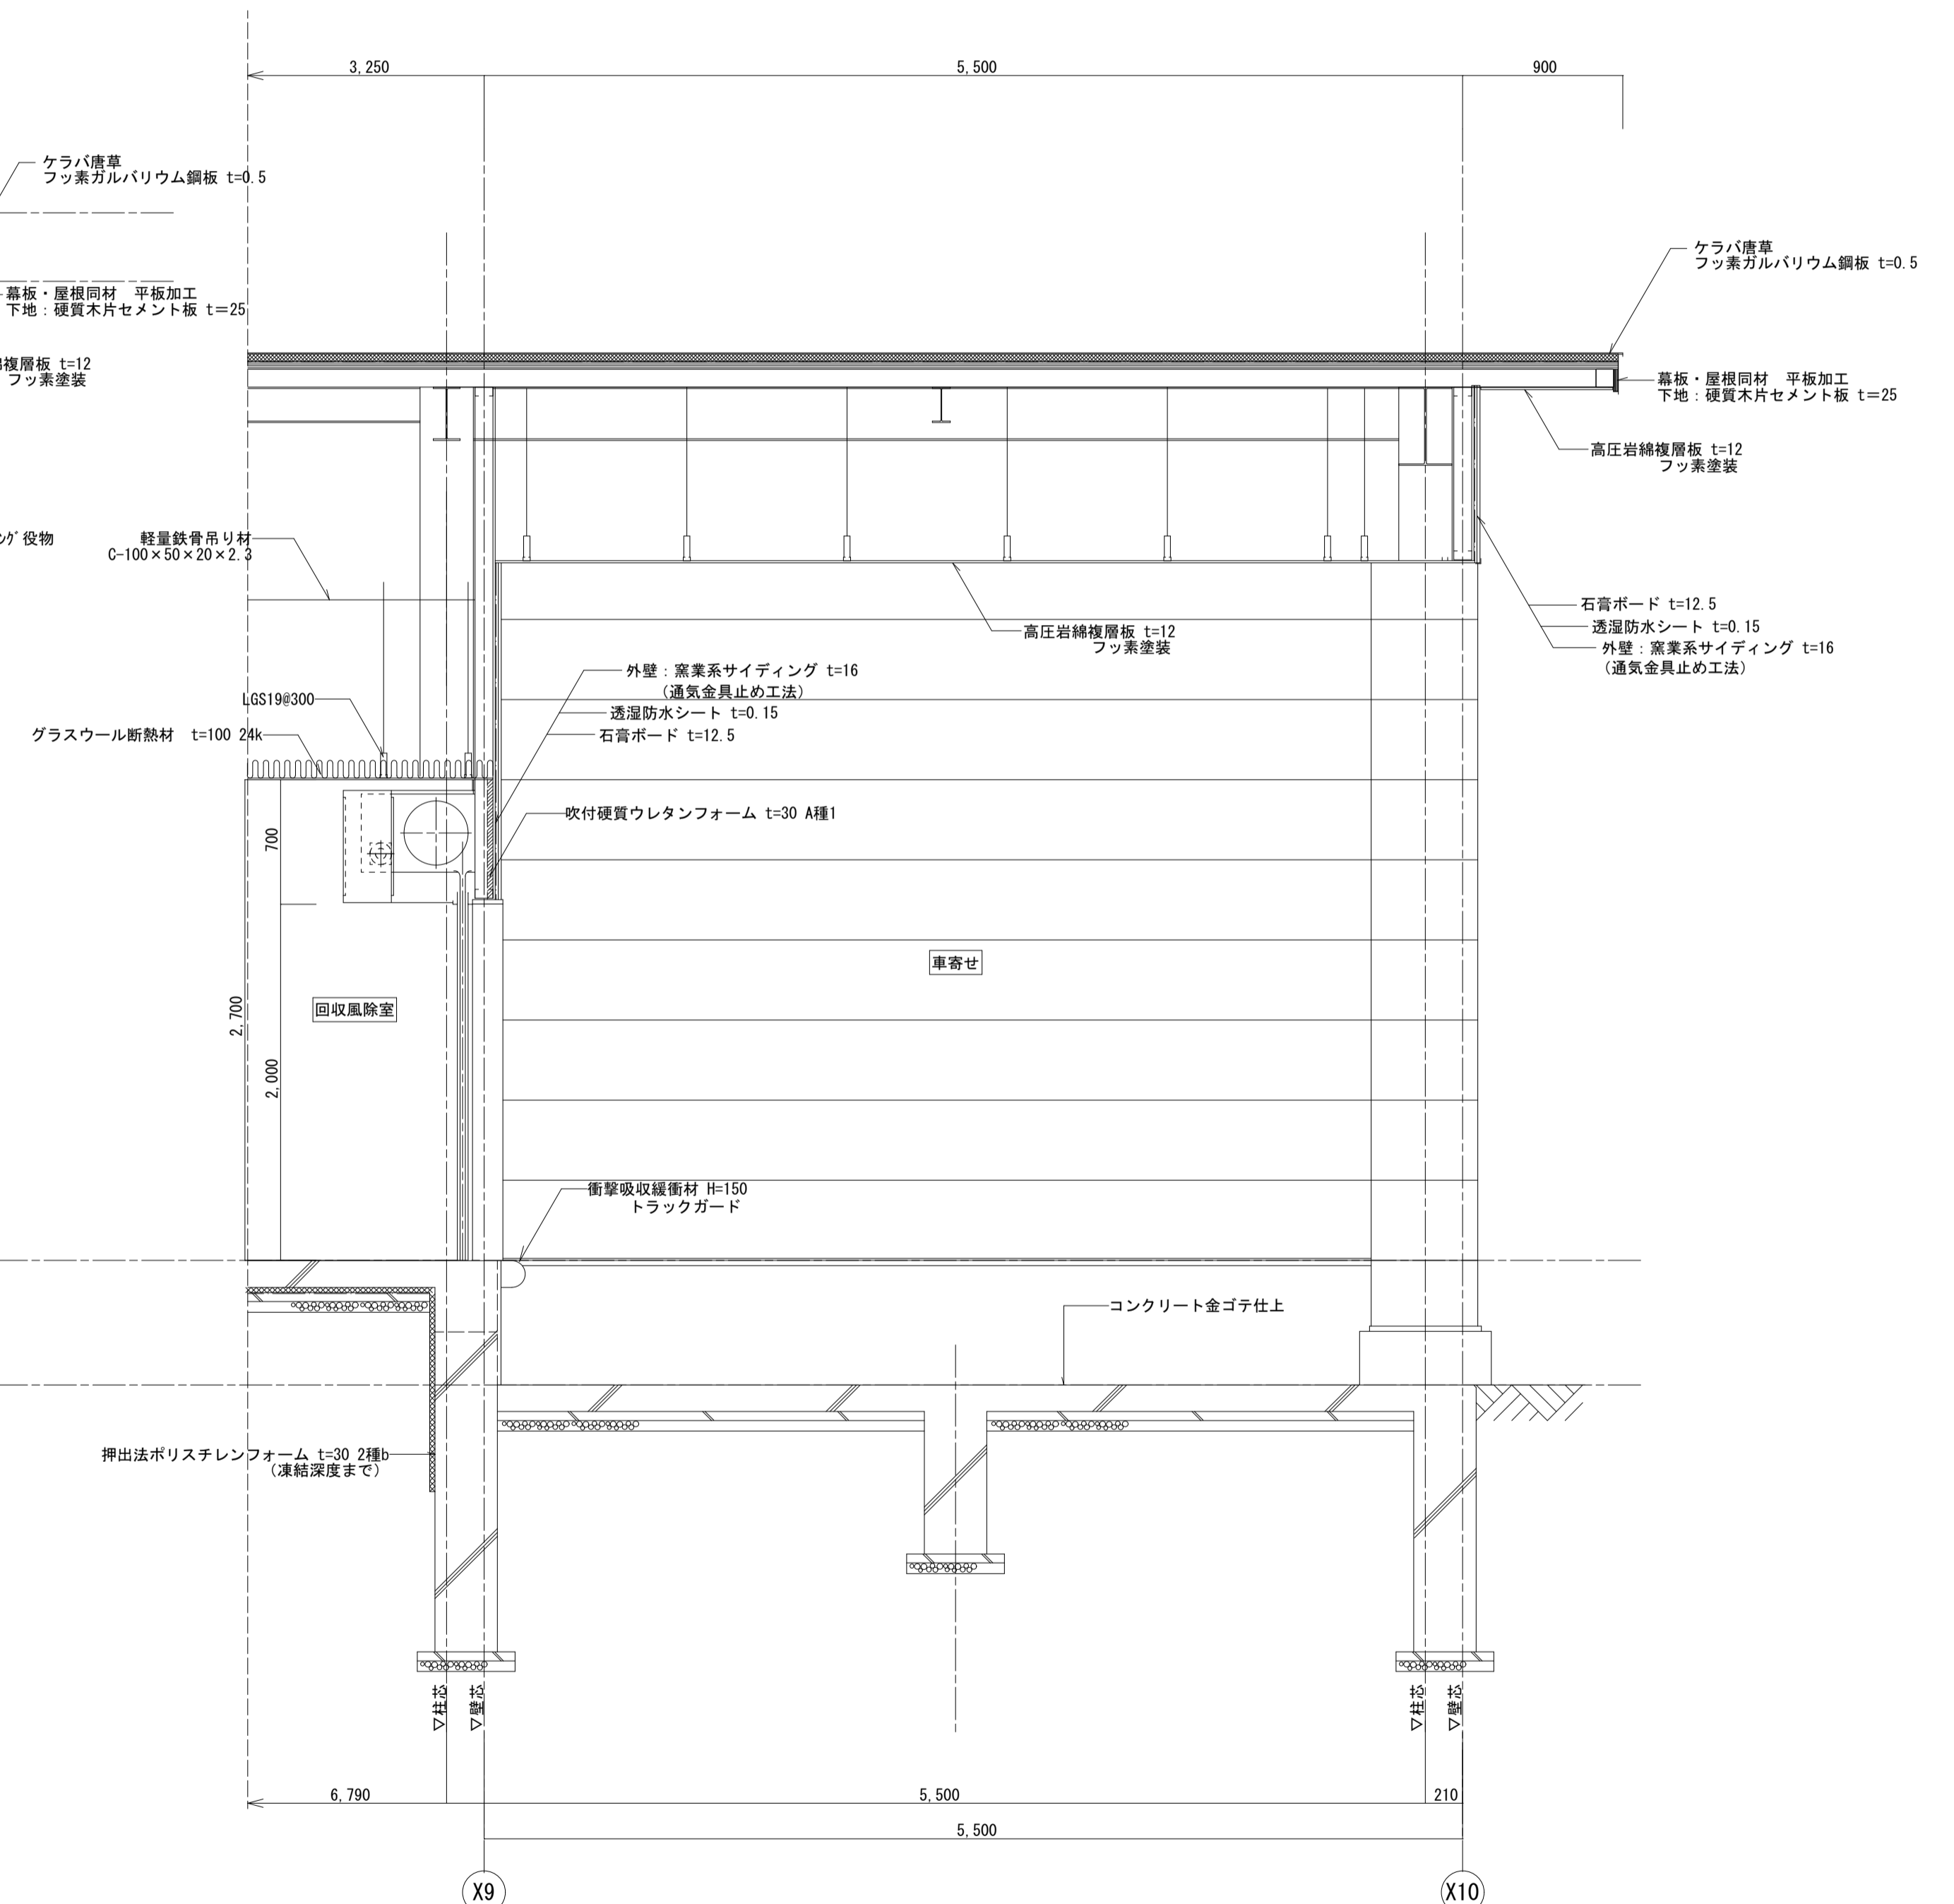 3,250
5,500
900
ケラバ唐草
フッ素ガルバリウム鋼板 t=0.5
幕板・屋根同材　平板加工
下地：硬質木片セメント板 t＝25
複層板 t=12
フッ素塗装
ケラバ唐草
フッ素ガルバリウム鋼板 t=0.5
幕板・屋根同材　平板加工
下地：硬質木片セメント板 t＝25
高圧岩綿複層板 t=12
フッ素塗装
役物
軽量鉄骨吊り材
C-100×50×20×2.3
石膏ボード t=12.5
透湿防水シート t=0.15
外壁：窯業系サイディング t=16
（通気金具止め工法）
高圧岩綿複層板 t=12
フッ素塗装
外壁：窯業系サイディング t=16
（通気金具止め工法）
透湿防水シート t=0.15
石膏ボード t=12.5
LGS19@300
グラスウール断熱材　t=100 24k
吹付硬質ウレタンフォーム t=30 A種1
700
車寄せ
回収風除室
2,700
2,000
衝撃吸収緩衝材 H=150
トラックガード
コンクリート金ゴテ仕上
押出法ポリスチレンフォーム t=30 2種b
（凍結深度まで）
▽柱芯
▽壁芯
▽柱芯
▽壁芯
6,790
5,500
210
5,500
X9
X10